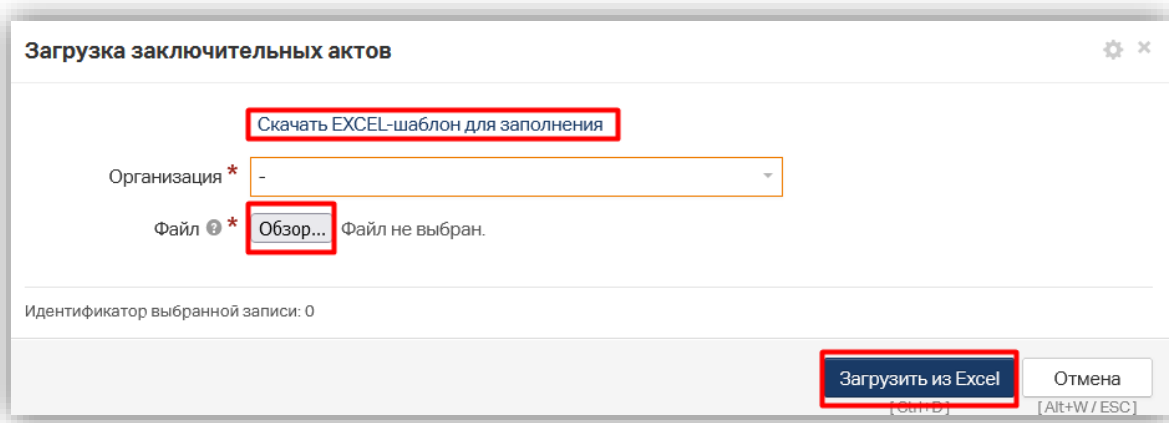 Загрузка заключительных актов
Скачать EXCEL-шаблон для заполнения
Организация * -
Файл * Обзор... Файл не выбран.
Идентификатор выбранной записи: 0
Загрузить из Excel Отмена
[Ctrl+D] [Alt+W / ESC]